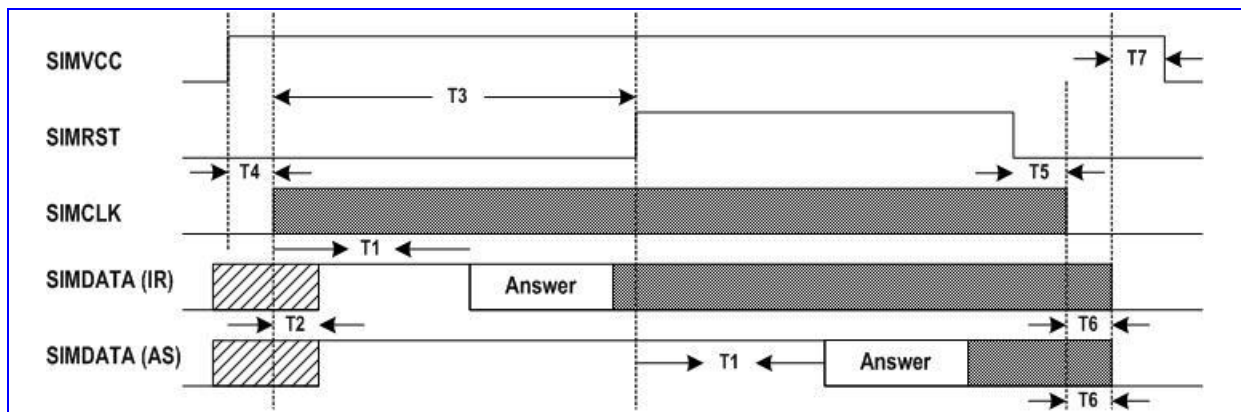 SIMVCC
T7
T3
SIMRST
T4
T5
SIMCLK
T1
SIMDATA (IR)
Answer
T2
T6
SIMDATA (AS)
T1
Answer
T6